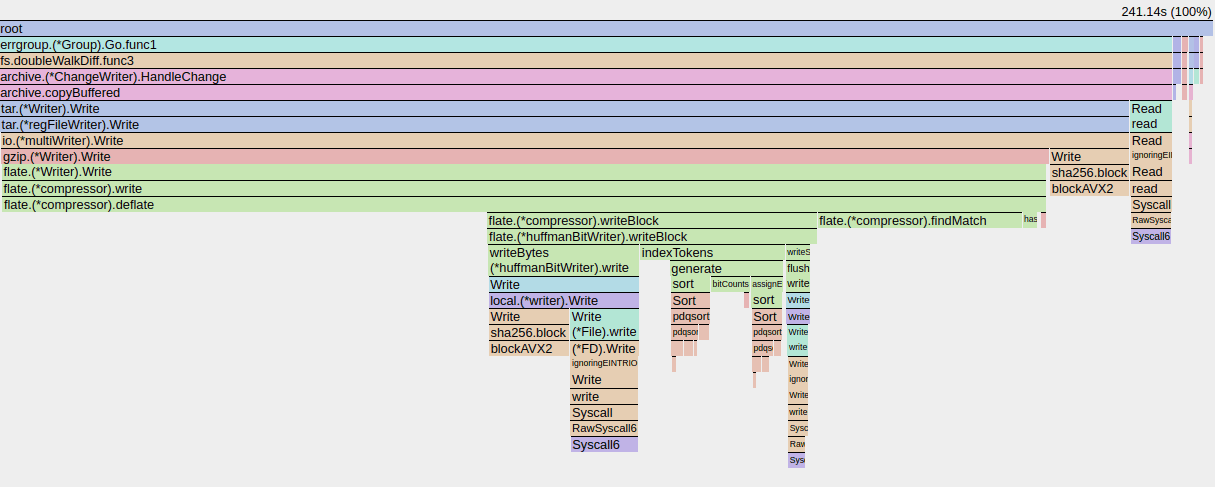 241.14s (100%)
root
errgroup.(*Group).Go.func1
fs.doubleWalkDiff.func3
archive.(*ChangeWriter).HandleChange
archive.copyBuffered
tar.(*Writer).Write Read
tar.(*regFileWriter).Write read
io.(*multiWriter).Write Read
gzip.(*Writer).Write Write ignoringEII
flate.(*Writer).Write sha256.block Read
flate.(*compressor).write blockAVX2 read
flate.(*compressor).deflate Syscall
flate.(*compressor).writeBlock flate.(*compressor).findMatch has RawSysca
flate.(*huffmanBitWriter).writeBlock Syscall6
writeBytes indexTokens writeS
(*huffmanBitWriter).write generate flush
Write sort bitCounts assignE write
local.(*writer).Write Sort sort Write
Write Write pdqsort Sort Write
sha256.block (*File).write pdqsor pdqsort Write
blockAVX2 (*FD).Write pdqs write
ignoringEINTRIO Write
Write ignor
write Write
Syscall write
RawSyscall6 Sysc
Syscall6 Raw
Sys